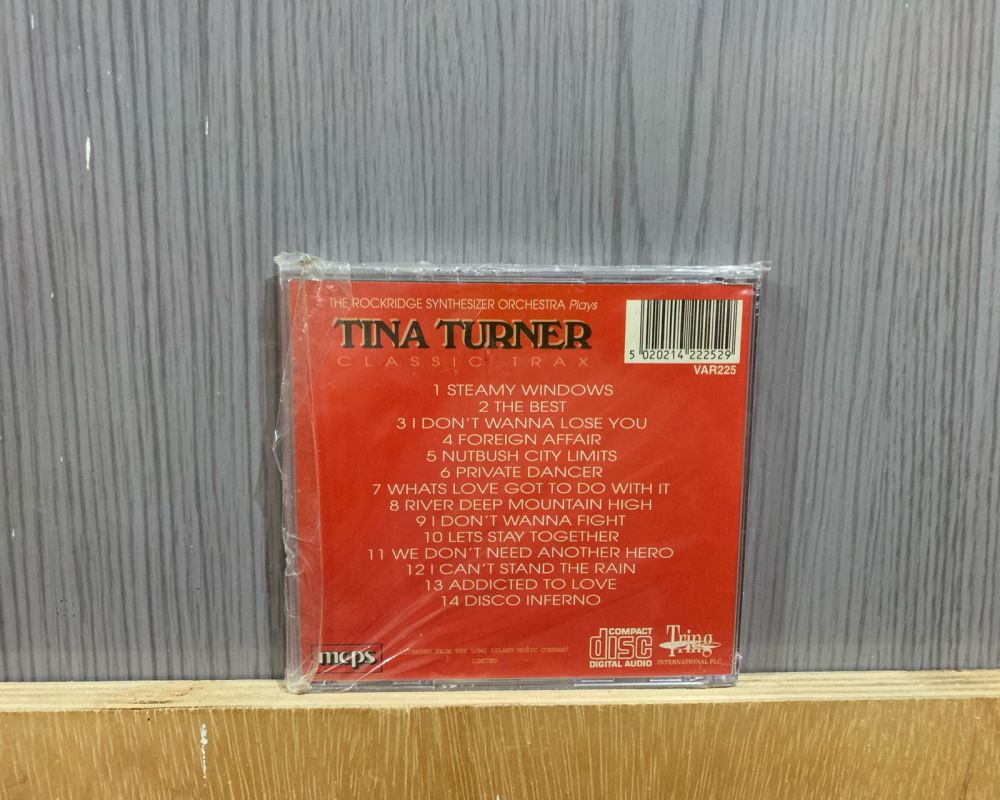 THE ROCKRIDGE SYNTHESIZER ORCHESTRA Plays
TINA TURNER
CLASSIC TRAX
5 020214 222529
VAR225
1 STEAMY WINDOWS
2 THE BEST
3 I DON'T WANNA LOSE YOU
4 FOREIGN AFFAIR
5 NUTBUSH CITY LIMITS
6 PRIVATE DANCER
7 WHATS LOVE GOT TO DO WITH IT
8 RIVER DEEP MOUNTAIN HIGH
9 I DON'T WANNA FIGHT
10 LETS STAY TOGETHER
11 WE DON'T NEED ANOTHER HERO
12 I CAN'T STAND THE RAIN
13 ADDICTED TO LOVE
14 DISCO INFERNO
mcps
LICENSED FROM THE LONG ISLAND MUSIC COMPANY
LIMITED
COMPACT
disc
DIGITAL AUDIO
Tring
INTERNATIONAL PLC